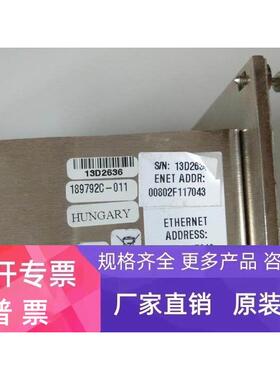 13D2636
189792C-011
HUNGARY
S/N: 13D263
ENET ADDR:
00802F117043
ETHERNET
ADDRESS:
开专票
普票
规格齐全 更多产品 咨询
厂家直销 原装